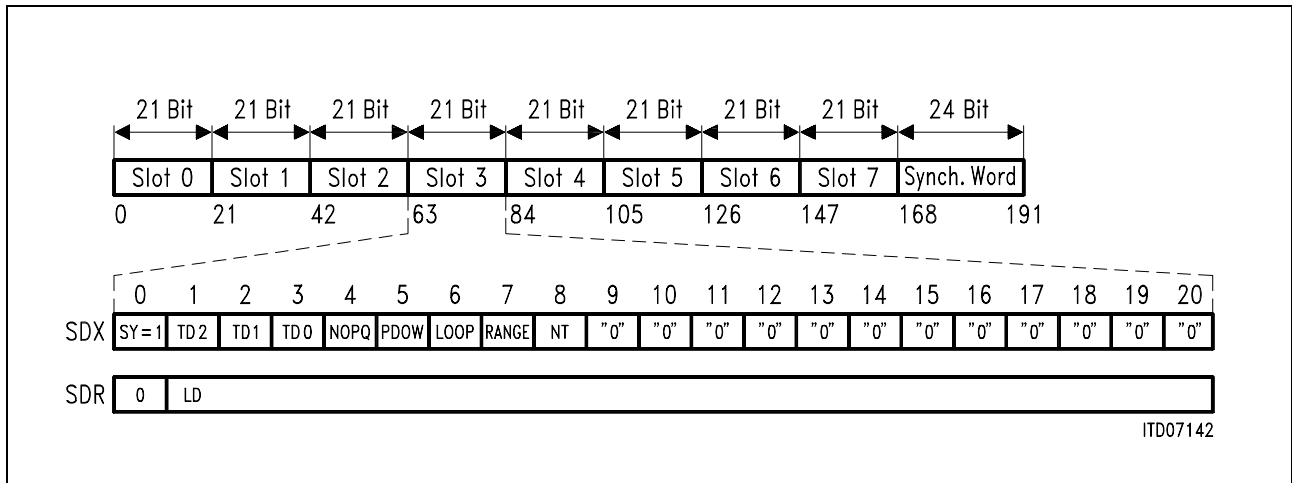 21 Bit 21 Bit 21 Bit 21 Bit 21 Bit 21 Bit 21 Bit 21 Bit 24 Bit
Slot 0 Slot 1 Slot 2 Slot 3 Slot 4 Slot 5 Slot 6 Slot 7 Synch. Word
0 21 42 63 84 105 126 147 168 191
0 1 2 3 4 5 6 7 8 9 10 11 12 13 14 15 16 17 18 19 20
SDX SY=1 TD2 TD1 TD0 NOPQ PDOW LOOP RANGE NT "0" "0" "0" "0" "0" "0" "0" "0" "0" "0" "0" "0"
SDR 0 LD
ITD07142